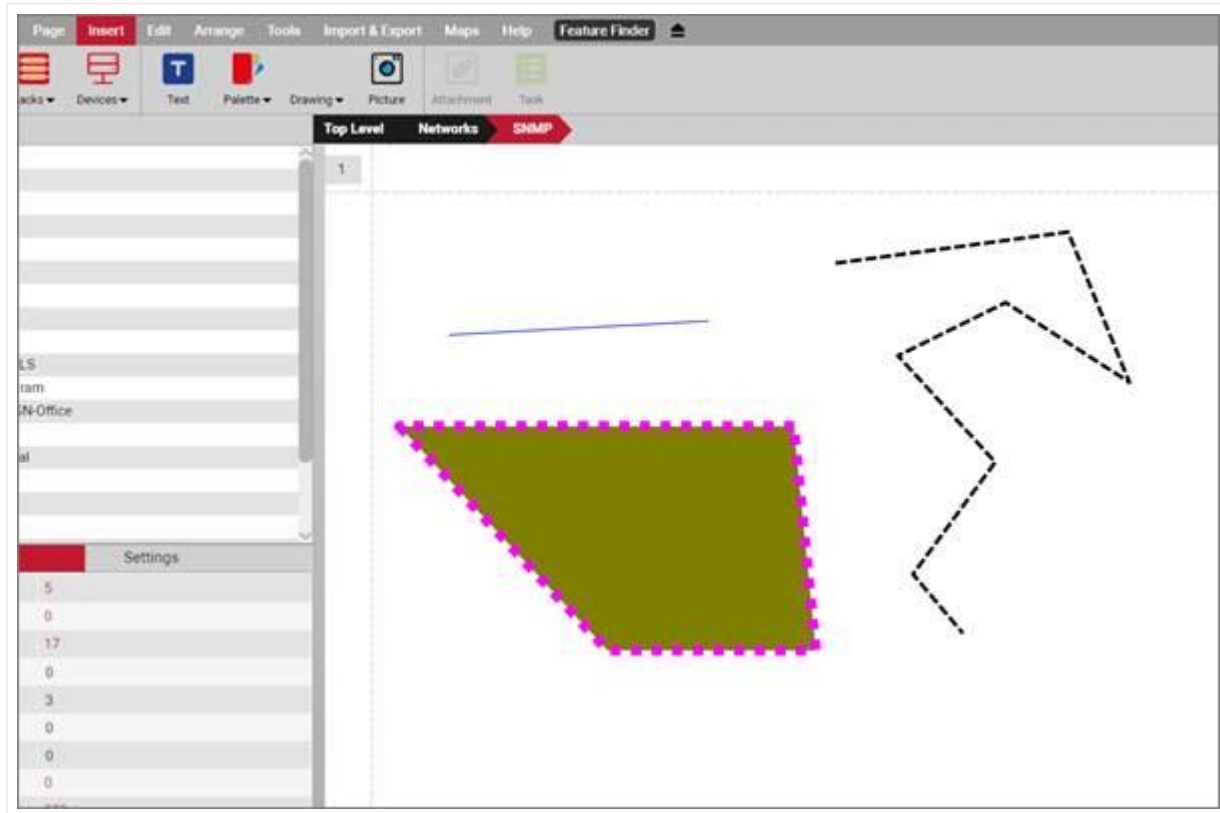 Page Insert Edit Arrange Tools Import & Export Maps Help Feature Finder
acks Devices Text Palette Drawing Picture Attachment Task
Top Level Networks SNMP
1
LS
ram
SN-Office
al
Settings
5
0
17
0
3
0
0
0